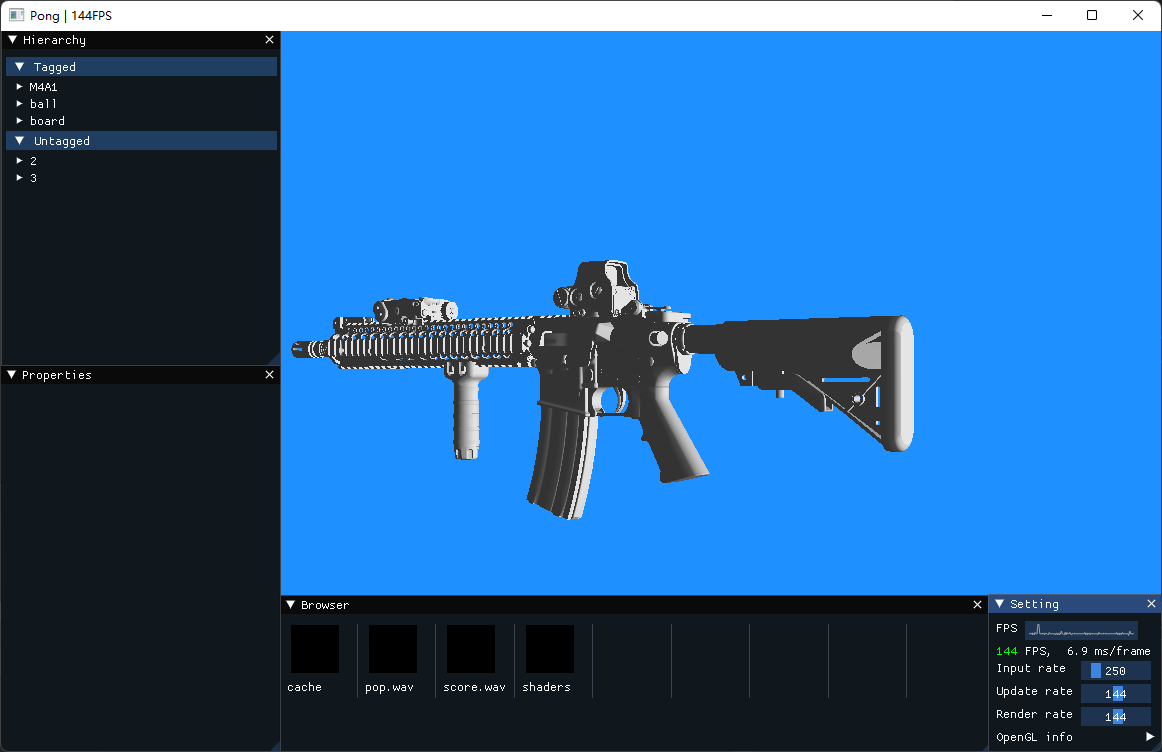 Pong | 144FPS
Hierarchy
Tagged
M4A1
ball
board
Untagged
2
3
Properties
Browser
cache
pop.wav
score.wav
shaders
Setting
FPS
144 FPS, 6.9 ms/frame
Input rate 250
Update rate 144
Render rate 144
OpenGL info